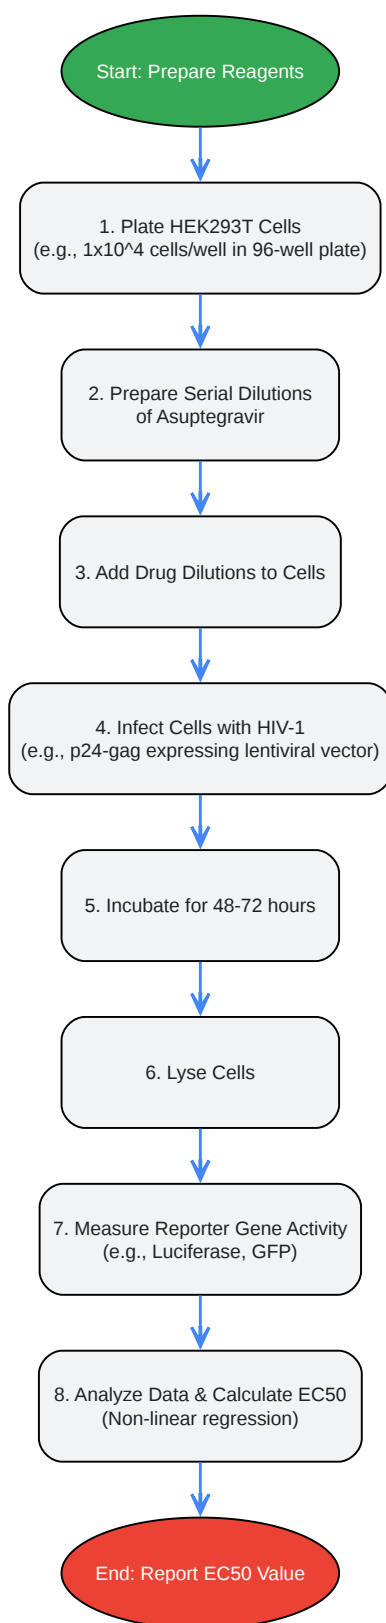 Start: Prepare Reagents
1. Plate HEK293T Cells
(e.g., 1x10^4 cells/well in 96-well plate)
2. Prepare Serial Dilutions
of Asuptegravir
3. Add Drug Dilutions to Cells
4. Infect Cells with HIV-1
(e.g., p24-gag expressing lentiviral vector)
5. Incubate for 48-72 hours
6. Lyse Cells
7. Measure Reporter Gene Activity
(e.g., Luciferase, GFP)
8. Analyze Data & Calculate EC50
(Non-linear regression)
End: Report EC50 Value